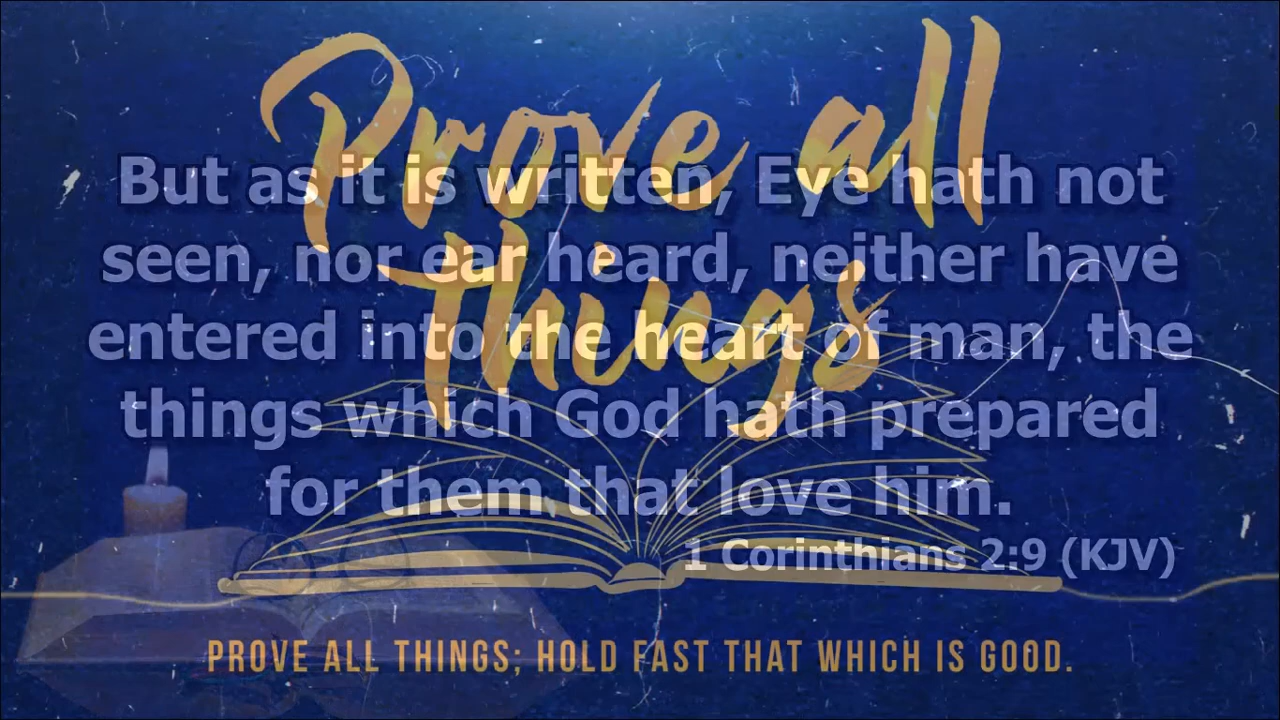 Prove all
Things
But as it is written, Eye hath not
seen, nor ear heard, neither have
entered into the heart of man, the
things which God hath prepared
for them that love him.
1 Corinthians 2:9 (KJV)
PROVE ALL THINGS; HOLD FAST THAT WHICH IS GOOD.